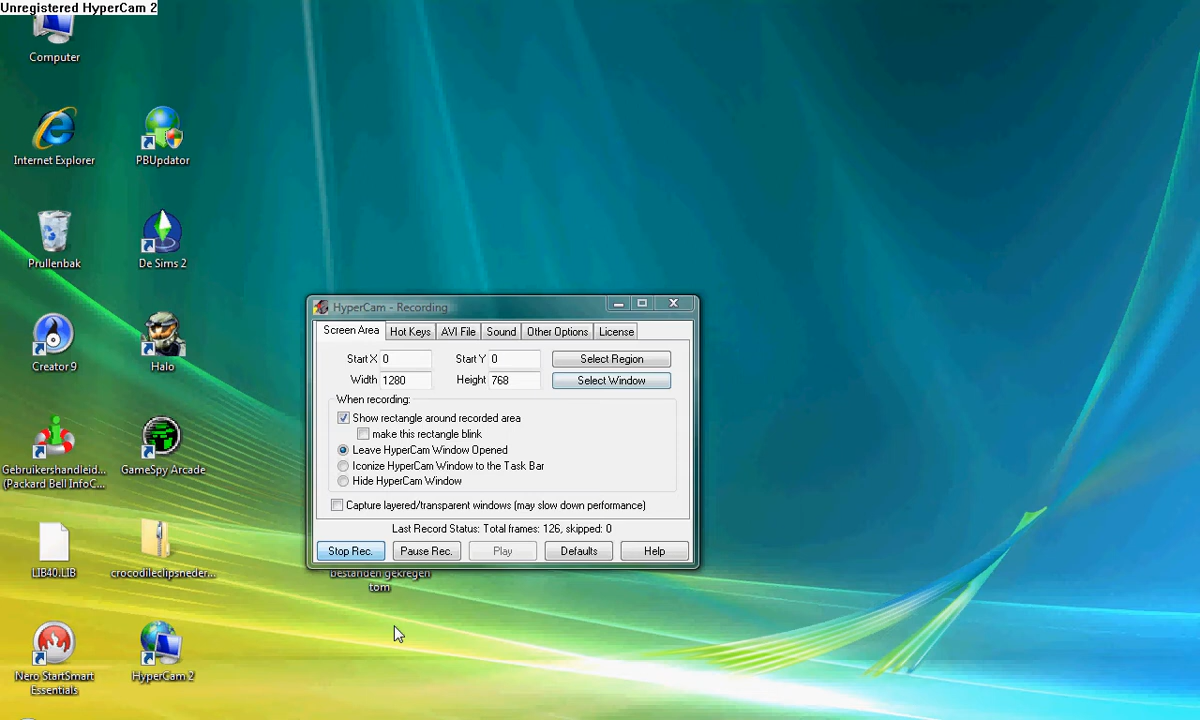 Unregistered HyperCam 2
Computer
Internet Explorer
PBUpdator
Prullenbak
De Sims 2
Creator 9
Halo
Gebruikershandleid...
(Packard Bell InfoC...
GameSpy Arcade
LIB40.LIB
crocodileclipsneder...
Nero StartSmart
Essentials
HyperCam 2
HyperCam - Recording
Screen Area
Hot Keys
AVI File
Sound
Other Options
License
Start X 0
Start Y 0
Select Region
Width 1280
Height 768
Select Window
When recording:
Show rectangle around recorded area
make this rectangle blink
Leave HyperCam Window Opened
Iconize HyperCam Window to the Task Bar
Hide HyperCam Window
Capture layered/transparent windows (may slow down performance)
Last Record Status: Total frames: 126, skipped: 0
Stop Rec.
Pause Rec.
Play
Defaults
Help
bestanden gekregen
tom